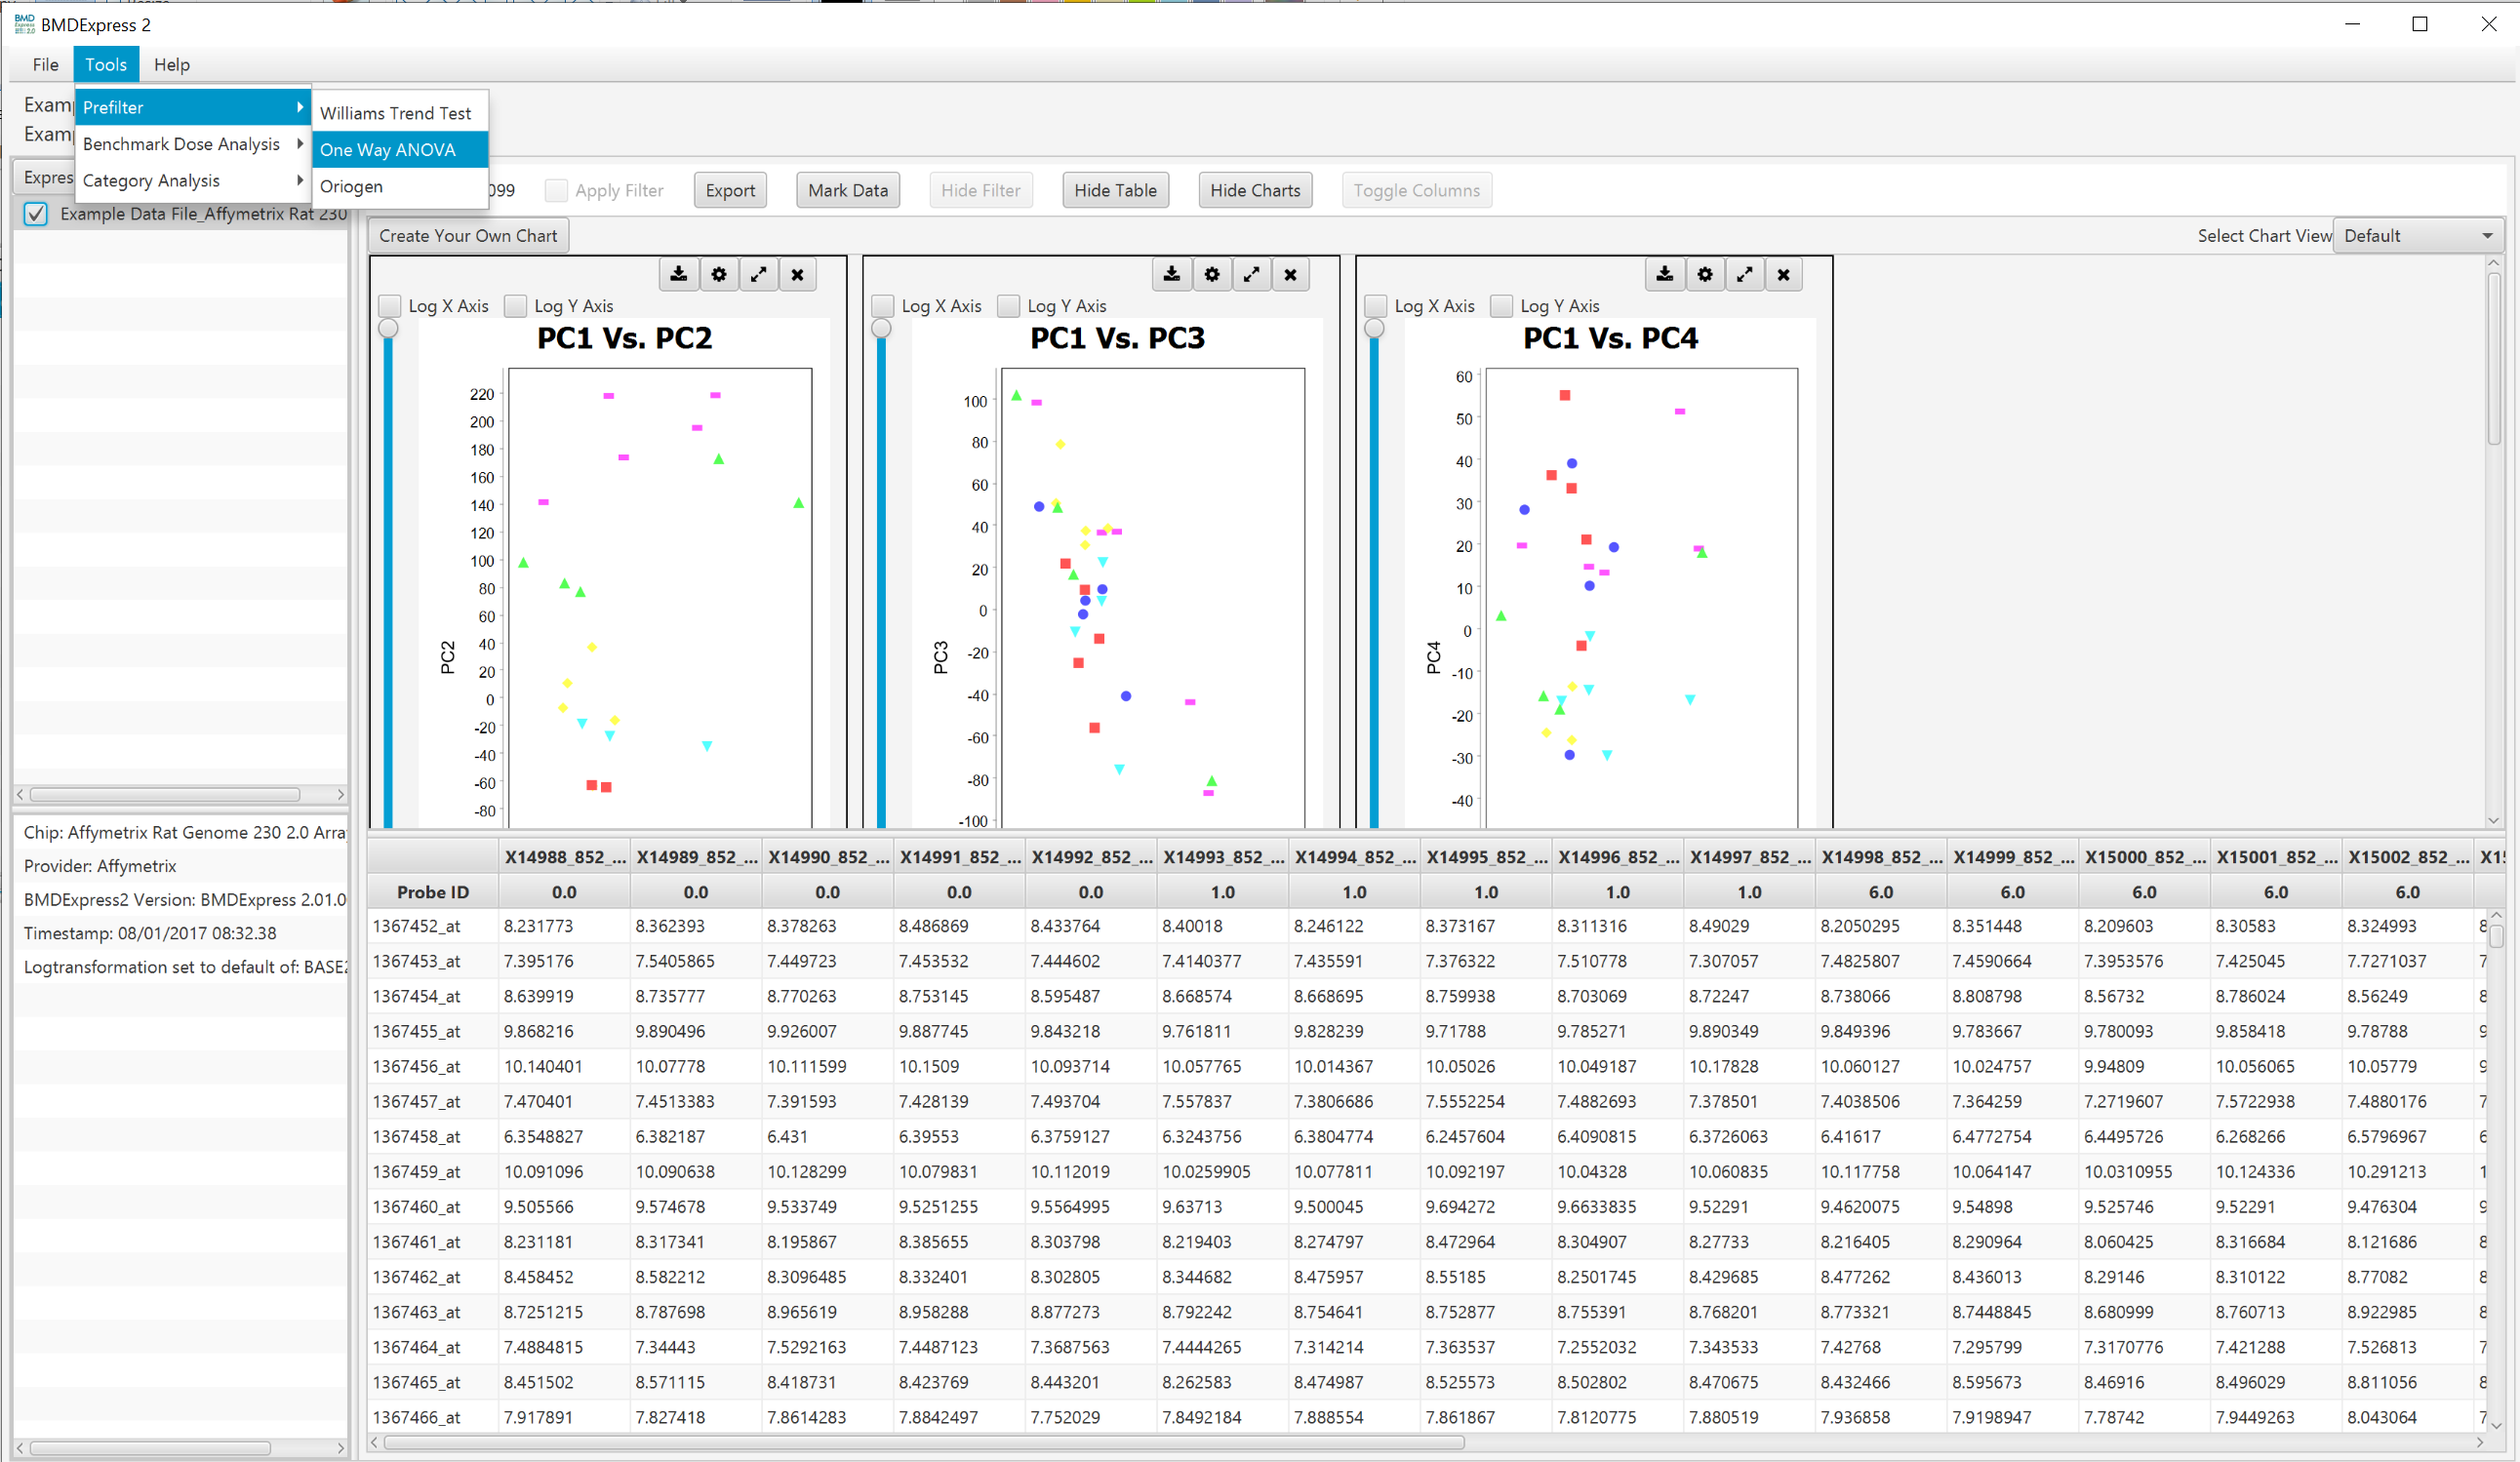 BMDExpress 2
File Tools Help
Prefilter
Benchmark Dose Analysis
Category Analysis
Williams Trend Test
One Way ANOVA
Oriogen
Examp
Examp
Expres
099 Apply Filter Export Mark Data Hide Filter Hide Table Hide Charts Toggle Columns
Example Data File_Affymetrix Rat 230
Create Your Own Chart Select Chart View Default
Log X Axis Log Y Axis
PC1 Vs. PC2
220
200
180
160
140
120
100
80
60
40
20
0
-20
-40
-60
-80
PC2
Log X Axis Log Y Axis
PC1 Vs. PC3
100
80
60
40
20
0
-20
-40
-60
-80
-100
PC3
Log X Axis Log Y Axis
PC1 Vs. PC4
60
50
40
30
20
10
0
-10
-20
-30
-40
PC4
Chip: Affymetrix Rat Genome 230 2.0 Arra
Provider: Affymetrix
BMDExpress2 Version: BMDExpress 2.01.0
Timestamp: 08/01/2017 08:32.38
Logtransformation set to default of: BASE2
X14988_852_... X14989_852_... X14990_852_... X14991_852_... X14992_852_... X14993_852_... X14994_852_... X14995_852_... X14996_852_... X14997_852_... X14998_852_... X14999_852_... X15000_852_... X15001_852_... X15002_852_... X1
Probe ID 0.0 0.0 0.0 0.0 0.0 1.0 1.0 1.0 1.0 1.0 6.0 6.0 6.0 6.0 6.0
1367452_at 8.231773 8.362393 8.378263 8.486869 8.433764 8.40018 8.246122 8.373167 8.311316 8.49029 8.2050295 8.351448 8.209603 8.30583 8.324993 8
1367453_at 7.395176 7.5405865 7.449723 7.453532 7.444602 7.4140377 7.435591 7.376322 7.510778 7.307057 7.4825807 7.4590664 7.3953576 7.425045 7.7271037 7
1367454_at 8.639919 8.735777 8.770263 8.753145 8.595487 8.668574 8.668695 8.759938 8.703069 8.72247 8.738066 8.808798 8.56732 8.786024 8.56249 8
1367455_at 9.868216 9.890496 9.926007 9.887745 9.843218 9.761811 9.828239 9.71788 9.785271 9.890349 9.849396 9.783667 9.780093 9.858418 9.78788 9
1367456_at 10.140401 10.07778 10.111599 10.1509 10.093714 10.057765 10.014367 10.05026 10.049187 10.17828 10.060127 10.024757 9.94809 10.056065 10.05779 9
1367457_at 7.470401 7.4513383 7.391593 7.428139 7.493704 7.557837 7.3806686 7.5552254 7.4882693 7.378501 7.4038506 7.364259 7.2719607 7.5722938 7.4880176 7
1367458_at 6.3548827 6.382187 6.431 6.39553 6.3759127 6.3243756 6.3804774 6.2457604 6.4090815 6.3726063 6.41617 6.4772754 6.4495726 6.268266 6.5796967 6
1367459_at 10.091096 10.090638 10.128299 10.079831 10.112019 10.0259905 10.077811 10.092197 10.04328 10.060835 10.117758 10.064147 10.0310955 10.124336 10.291213 1
1367460_at 9.505566 9.574678 9.533749 9.5251255 9.5564995 9.63713 9.500045 9.694272 9.6633835 9.52291 9.4620075 9.54898 9.525746 9.52291 9.476304 9
1367461_at 8.231181 8.317341 8.195867 8.385655 8.303798 8.219403 8.274797 8.472964 8.304907 8.27733 8.216405 8.290964 8.060425 8.316684 8.121686 8
1367462_at 8.458452 8.582212 8.3096485 8.332401 8.302805 8.344682 8.475957 8.55185 8.2501745 8.429685 8.477262 8.436013 8.29146 8.310122 8.77082 8
1367463_at 8.7251215 8.787698 8.965619 8.958288 8.877273 8.792242 8.754641 8.752877 8.755391 8.768201 8.773321 8.7448845 8.680999 8.760713 8.922985 8
1367464_at 7.4884815 7.34443 7.5292163 7.4487123 7.3687563 7.4444265 7.314214 7.363537 7.2552032 7.343533 7.42768 7.295799 7.3170776 7.421288 7.526813 7
1367465_at 8.451502 8.571115 8.418731 8.423769 8.443201 8.262583 8.474987 8.525573 8.502802 8.470675 8.432466 8.595673 8.46916 8.496029 8.811056 8
1367466_at 7.917891 7.827418 7.8614283 7.8842497 7.752029 7.8492184 7.888554 7.861867 7.8120775 7.880519 7.936858 7.9198947 7.78742 7.9449263 8.043064 7